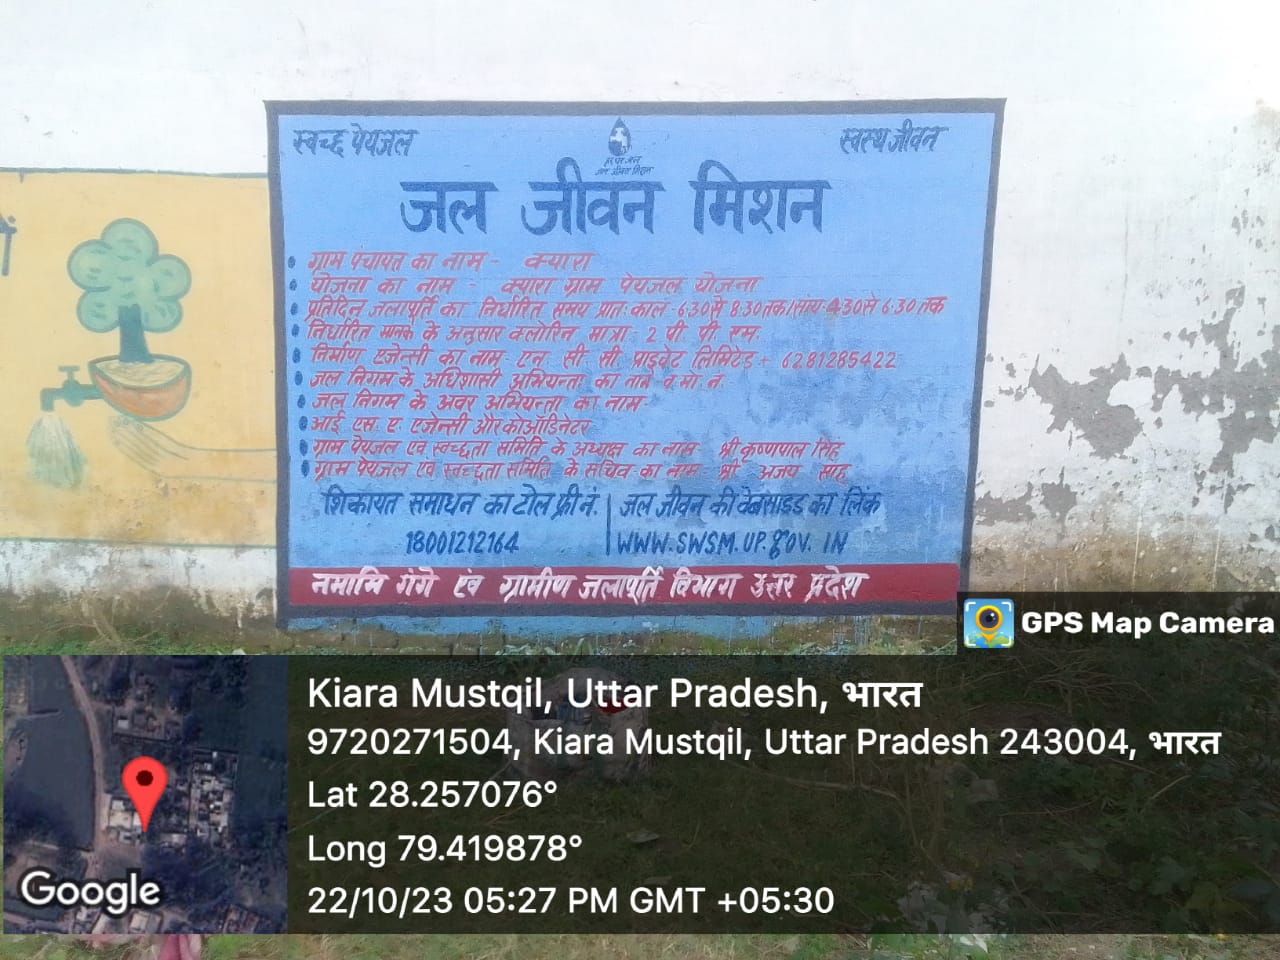 स्वच्छ पेयजल
स्वस्थ जीवन
हर घर जल
जल जीवन मिशन
जल जीवन मिशन
ग्राम पंचायत का नाम - क्यारा
योजना का नाम - क्यारा ग्राम पेयजल योजना
प्रतिदिन जलापूर्ति का निर्धारित समय प्रातः काल - 6:30 से 8:30 तक/सांय 4:30 से 6:30 तक
निर्धारित मानक के अनुसार क्लोरिन मात्रा - 2 पी. पी. एम.
निर्माण एजेन्सी का नाम - एन. सी. सी. प्राइवेट लिमिटेड + 6281285422
जल निगम के अधिशासी अभियन्ता का नाम व मो. नं.
जल निगम के अवर अभियन्ता का नाम -
आई. एस. ए. एजेन्सी और कोऑडिनेटर
ग्राम पेयजल एवं स्वच्छता समिति के अध्यक्ष का नाम - श्री कृष्णपाल सिंह
ग्राम पेयजल एवं स्वच्छता समिति के सचिव का नाम - श्री अजय साहू
शिकायत समाधन का टोल फ्री नं. | जल जीवन की वेबसाइड का लिंक
18001212164 | WWW.SWSM.UP.gOV.IN
नमामि गंगे एंव ग्रामीण जलापूर्ति विभाग उत्तर प्रदेश
GPS Map Camera
Kiara Mustqil, Uttar Pradesh, भारत
9720271504, Kiara Mustqil, Uttar Pradesh 243004, भारत
Lat 28.257076°
Long 79.419878°
22/10/23 05:27 PM GMT +05:30
Google